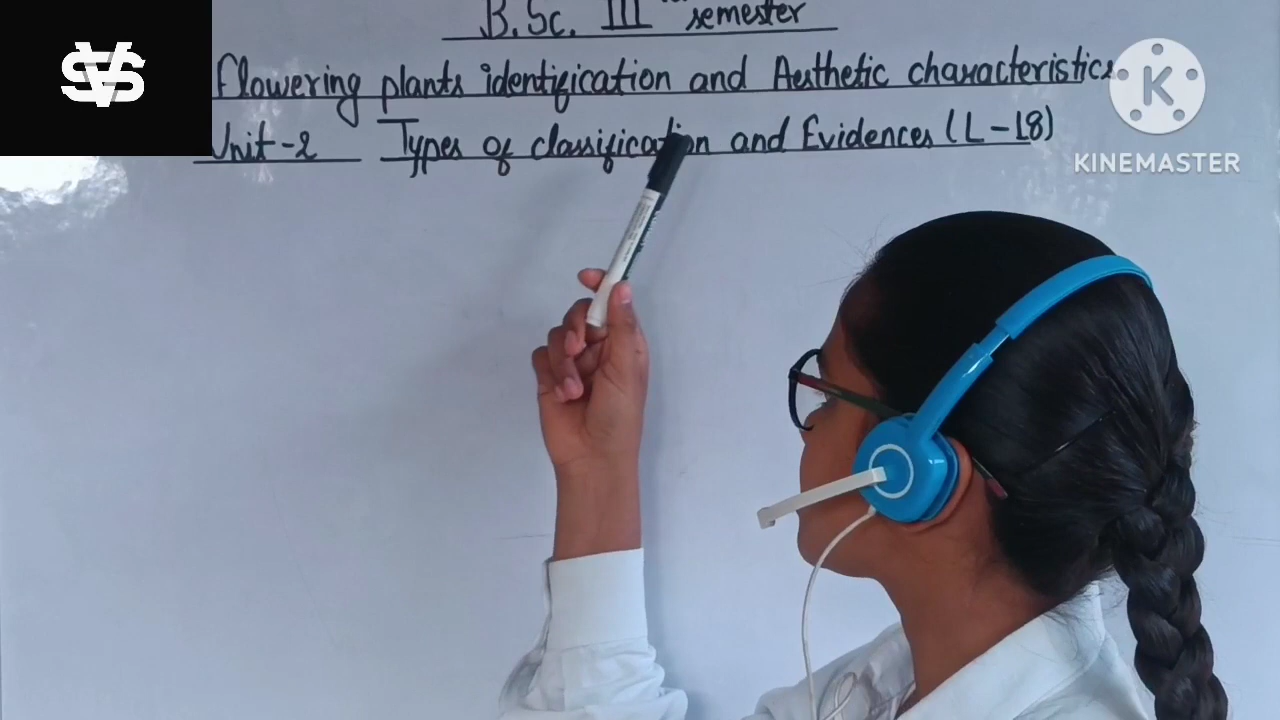 B.Sc. III semester
Flowering plants identification and Aesthetic characteristics
Unit-2 Types of classification and Evidences (L-18)
K
KINEMASTER